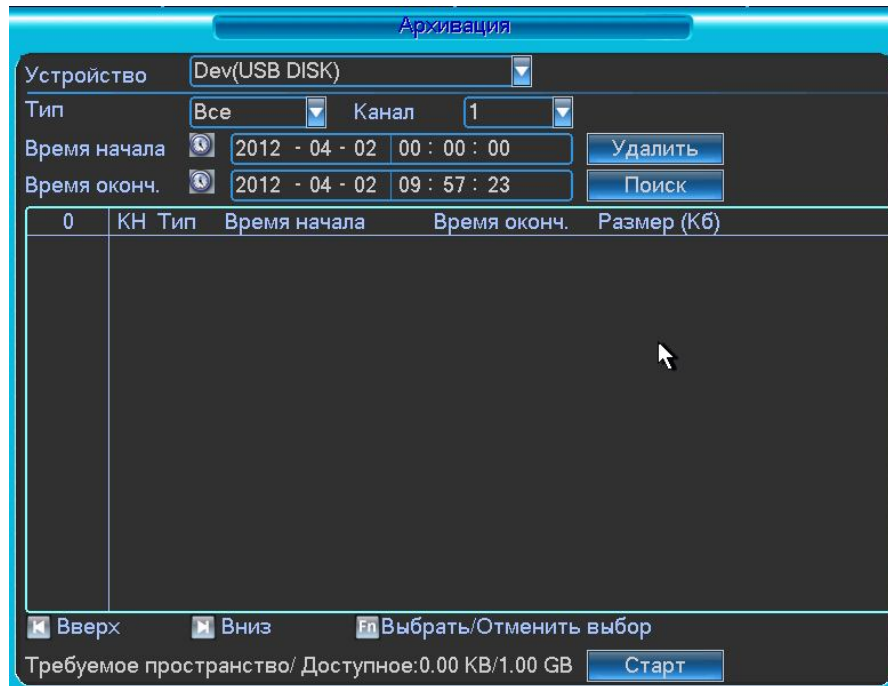 Архивация
Устройство Dev(USB DISK)
Тип Все Канал 1
Время начала 2012 - 04 - 02 00 : 00 : 00 Удалить
Время оконч. 2012 - 04 - 02 09 : 57 : 23 Поиск
0 КН Тип Время начала Время оконч. Размер (Кб)
Вверх Вниз Fn Выбрать/Отменить выбор
Требуемое пространство/ Доступное:0.00 KB/1.00 GB Старт